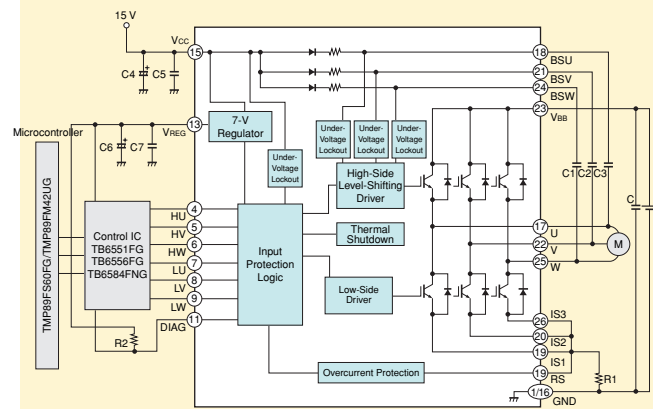 15 V
VCC
15
C4
+
C5
18
BSU
21
BSV
24
BSW
23
VBB
Microcontroller
TMP89FS60FG/TMP89FM42UG
VREG
13
C6
+
C7
7-V
Regulator
Under-
Voltage
Lockout
Under-
Voltage
Lockout
Under-
Voltage
Lockout
Under-
Voltage
Lockout
High-Side
Level-Shifting
Driver
C1
C2
C3
C
Control IC
TB6551FG
TB6556FG
TB6584FNG
4
HU
5
HV
6
HW
7
LU
8
LV
9
LW
11
DIAG
R2
Input
Protection
Logic
Thermal
Shutdown
Low-Side
Driver
Overcurrent Protection
17
U
22
V
25
W
M
26
IS3
20
IS2
19
IS1
19
RS
R1
1/16
GND